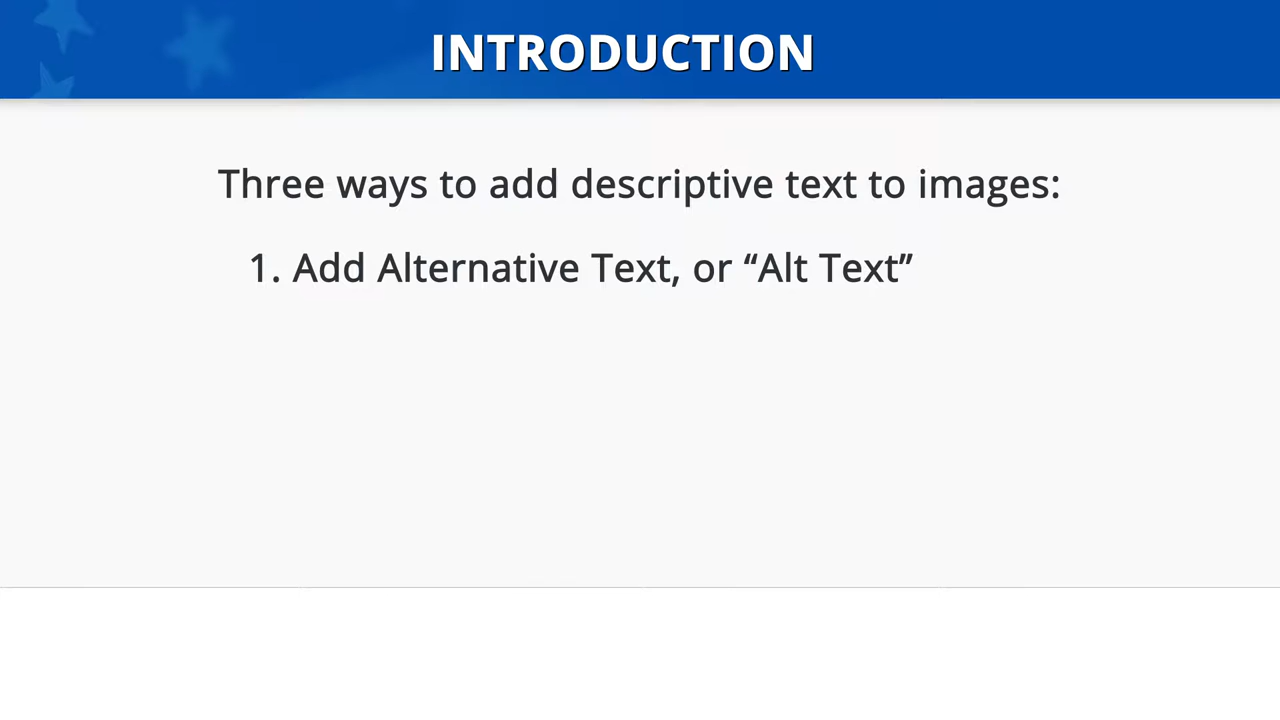 INTRODUCTION
Three ways to add descriptive text to images:
1. Add Alternative Text, or “Alt Text”